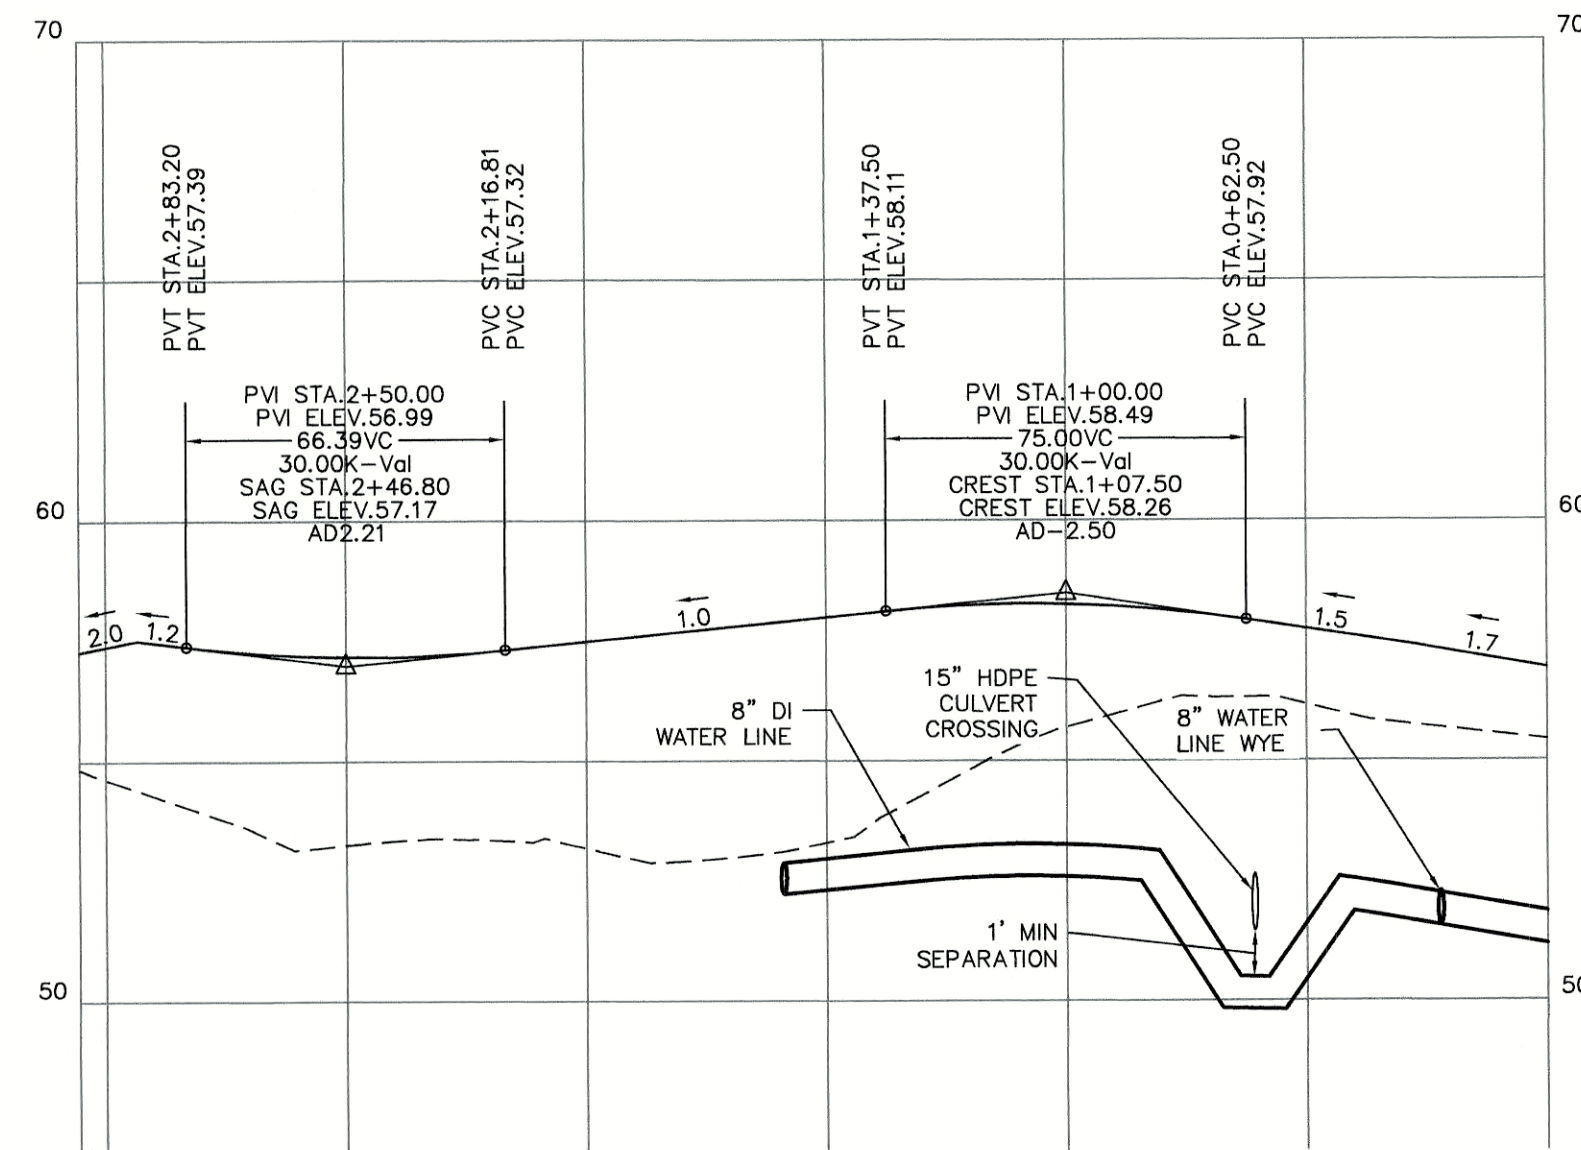 70
70
PVT STA.2+83.20
PVT ELEV.57.39
PVC STA.2+16.81
PVC ELEV.57.32
PVT STA.1+37.50
PVT ELEV.58.11
PVC STA.0+62.50
PVC ELEV.57.92
PVI STA.2+50.00
PVI ELEV.56.99
66.39VC
30.00K-Val
SAG STA.2+46.80
SAG ELEV.57.17
AD2.21
PVI STA.1+00.00
PVI ELEV.58.49
75.00VC
30.00K-Val
CREST STA.1+07.50
CREST ELEV.58.26
AD-2.50
60
60
2.0
1.2
1.0
1.5
1.7
8" DI
WATER LINE
15" HDPE
CULVERT
CROSSING
8" WATER
LINE WYE
1' MIN
SEPARATION
50
50